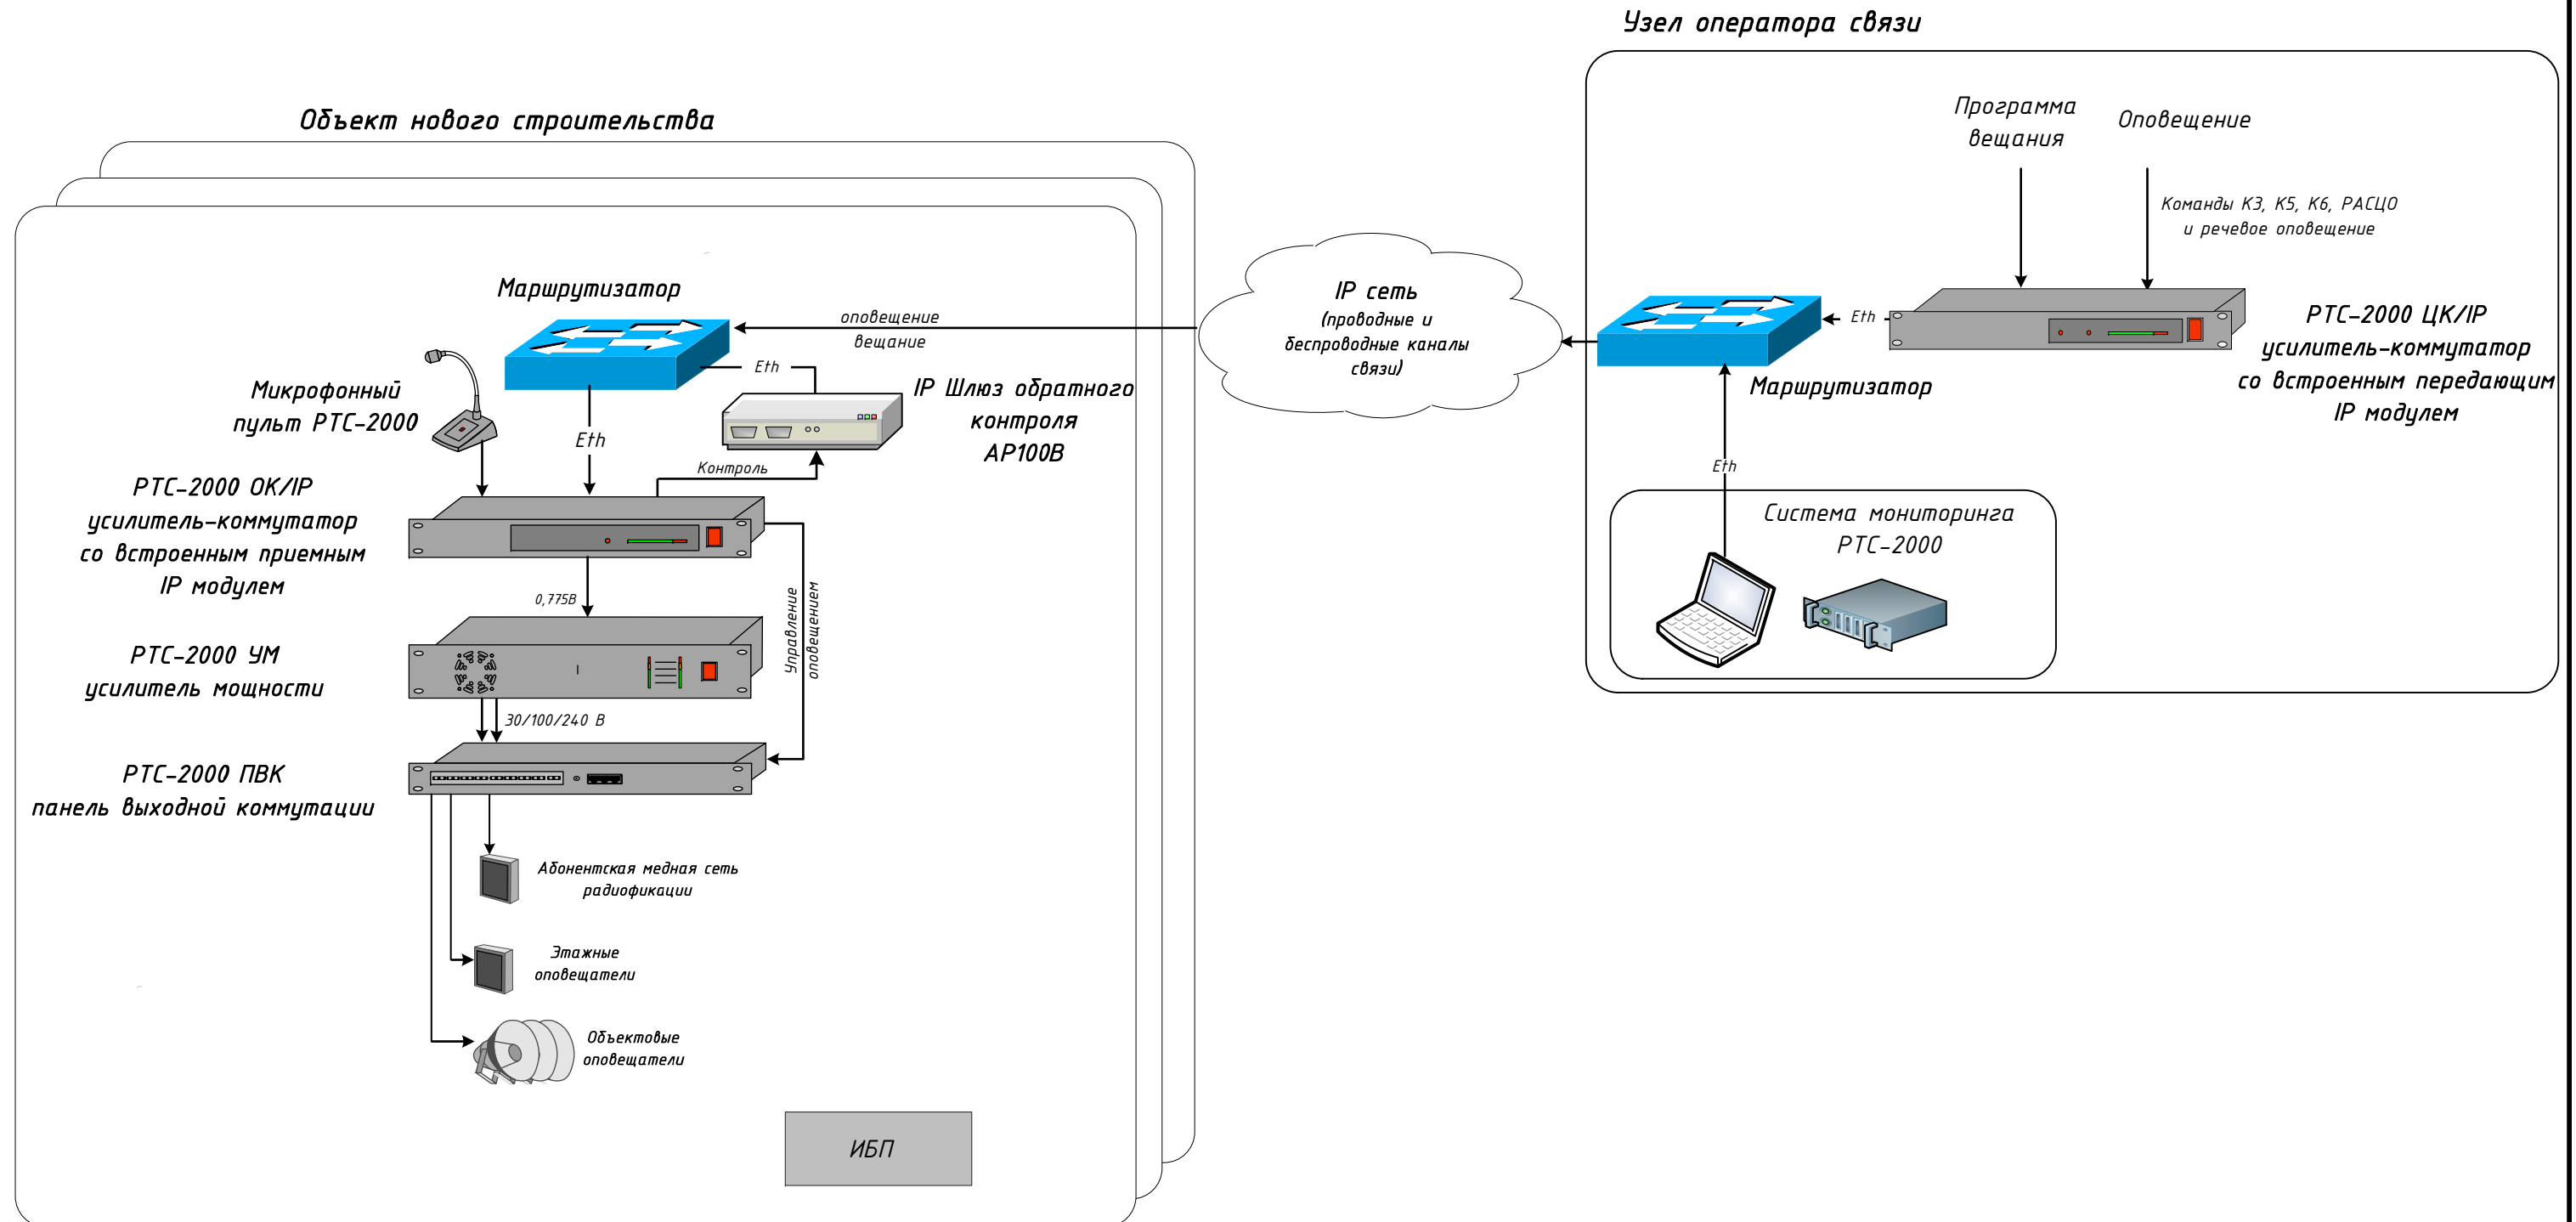 Узел оператора связи
Объект нового строительства
Программа
вещания
Оповещение
Команды К3, К5, К6, РАСЦО
и речевое оповещение
Маршрутизатор
оповещение
вещание
IP сеть
(проводные и
беспроводные каналы
связи)
Eth
РТС-2000 ЦК/IP
усилитель-коммутатор
со встроенным передающим
IP модулем
Маршрутизатор
Eth
Микрофонный
пульт РТС-2000
Eth
IP Шлюз обратного
контроля
AP100B
Eth
Контроль
РТС-2000 ОК/IP
усилитель-коммутатор
со встроенным приемным
IP модулем
Система мониторинга
РТС-2000
0,775В
Управление
оповещением
РТС-2000 УМ
усилитель мощности
30/100/240 В
РТС-2000 ПВК
панель выходной коммутации
Абонентская медная сеть
радиофикации
Этажные
оповещатели
Объектовые
оповещатели
ИБП